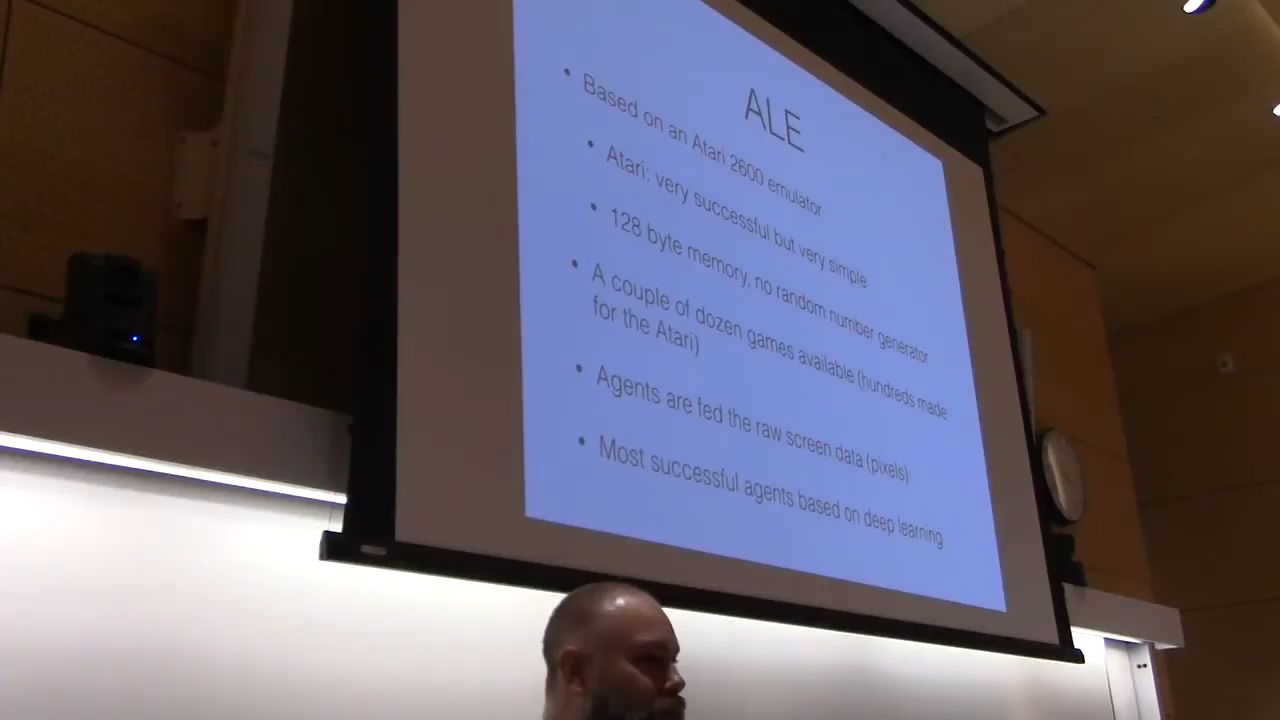 ALE
• Based on an Atari 2600 emulator
• Atari: very successful but very simple
• 128 byte memory, no random number generator
• A couple of dozen games available (hundreds made
for the Atari)
• Agents are fed the raw screen data (pixels)
• Most successful agents based on deep learning